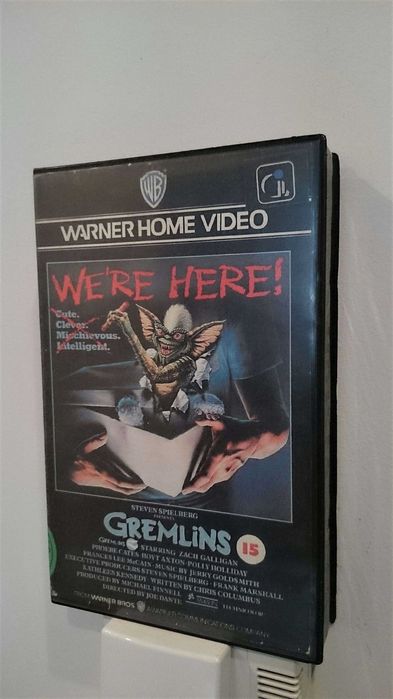 WB
WARNER HOME VIDEO
WE'RE HERE!
Cute.
Clever.
Mischievous.
Intelligent.
STEVEN SPIELBERG
PRESENTS
GREMLINS 15
STARRING ZACH GALLIGAN
PHOEBE CATES · HOYT AXTON · POLLY HOLLIDAY
FRANCES LEE McCAIN · MUSIC BY JERRY GOLDSMITH
EXECUTIVE PRODUCERS STEVEN SPIELBERG · FRANK MARSHALL
KATHLEEN KENNEDY · WRITTEN BY CHRIS COLUMBUS
PRODUCED BY MICHAEL FINNELL
DIRECTED BY JOE DANTE
TECHNICOLOR
FROM WARNER BROS
A WARNER COMMUNICATIONS COMPANY